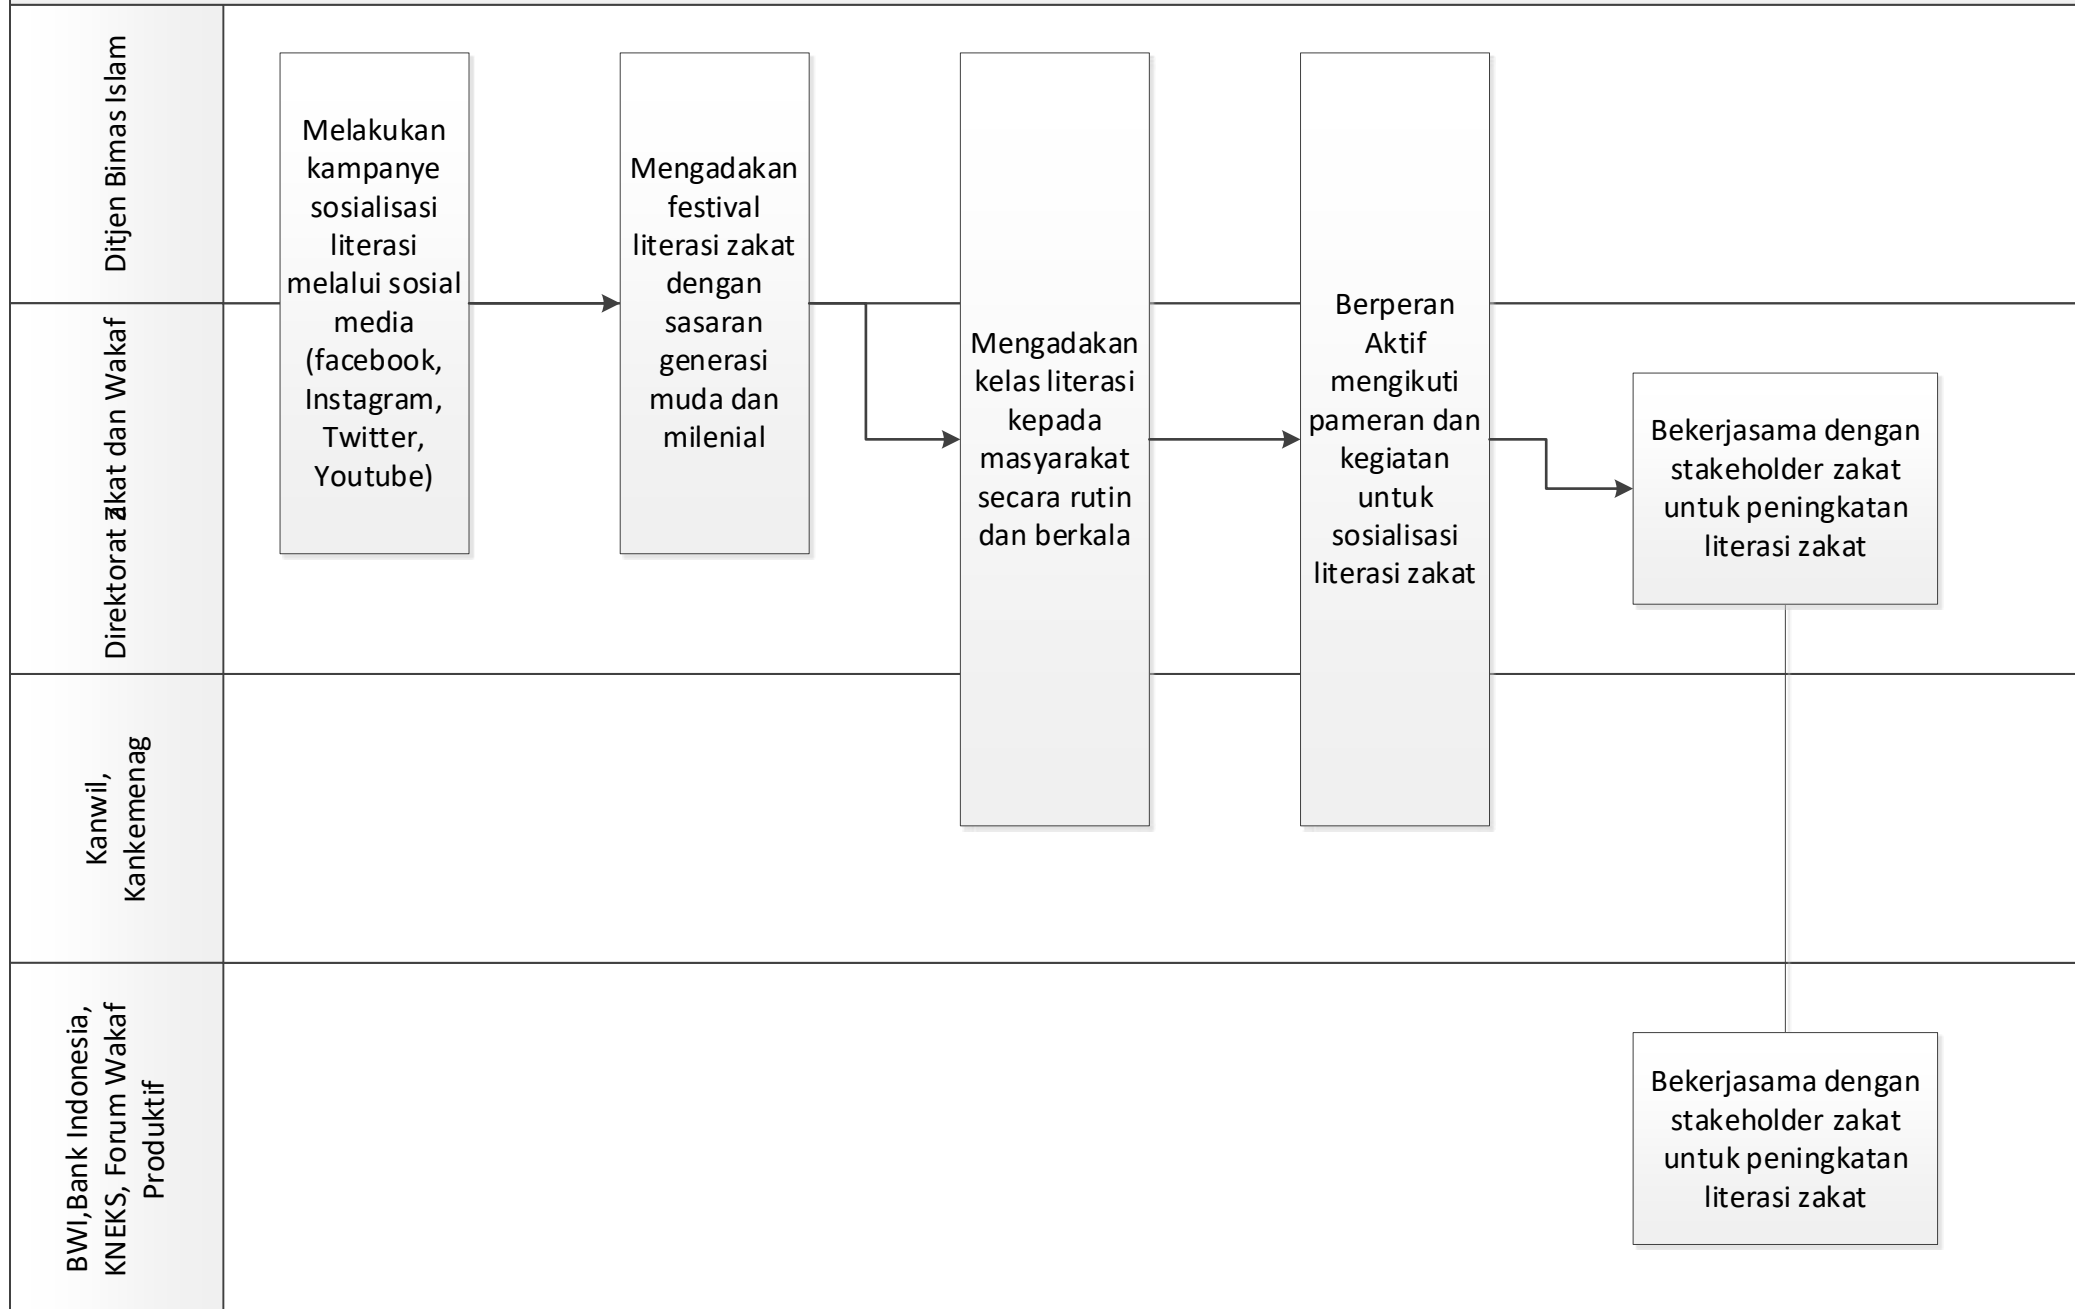 Ditjen Bimas Islam
Melakukan
kampanye
sosialisasi
literasi
melalui sosial
media
(facebook,
Instagram,
Twitter,
Youtube)
Mengadakan
festival
literasi zakat
dengan
sasaran
generasi
muda dan
milenial
Mengadakan
kelas literasi
kepada
masyarakat
secara rutin
dan berkala
Berperan
Aktif
mengikuti
pameran dan
kegiatan
untuk
sosialisasi
literasi zakat
Direktorat Zakat dan Wakaf
Bekerjasama dengan
stakeholder zakat
untuk peningkatan
literasi zakat
Kanwil,
Kankemenag
BWI,Bank Indonesia,
KNEKS, Forum Wakaf
Produktif
Bekerjasama dengan
stakeholder zakat
untuk peningkatan
literasi zakat